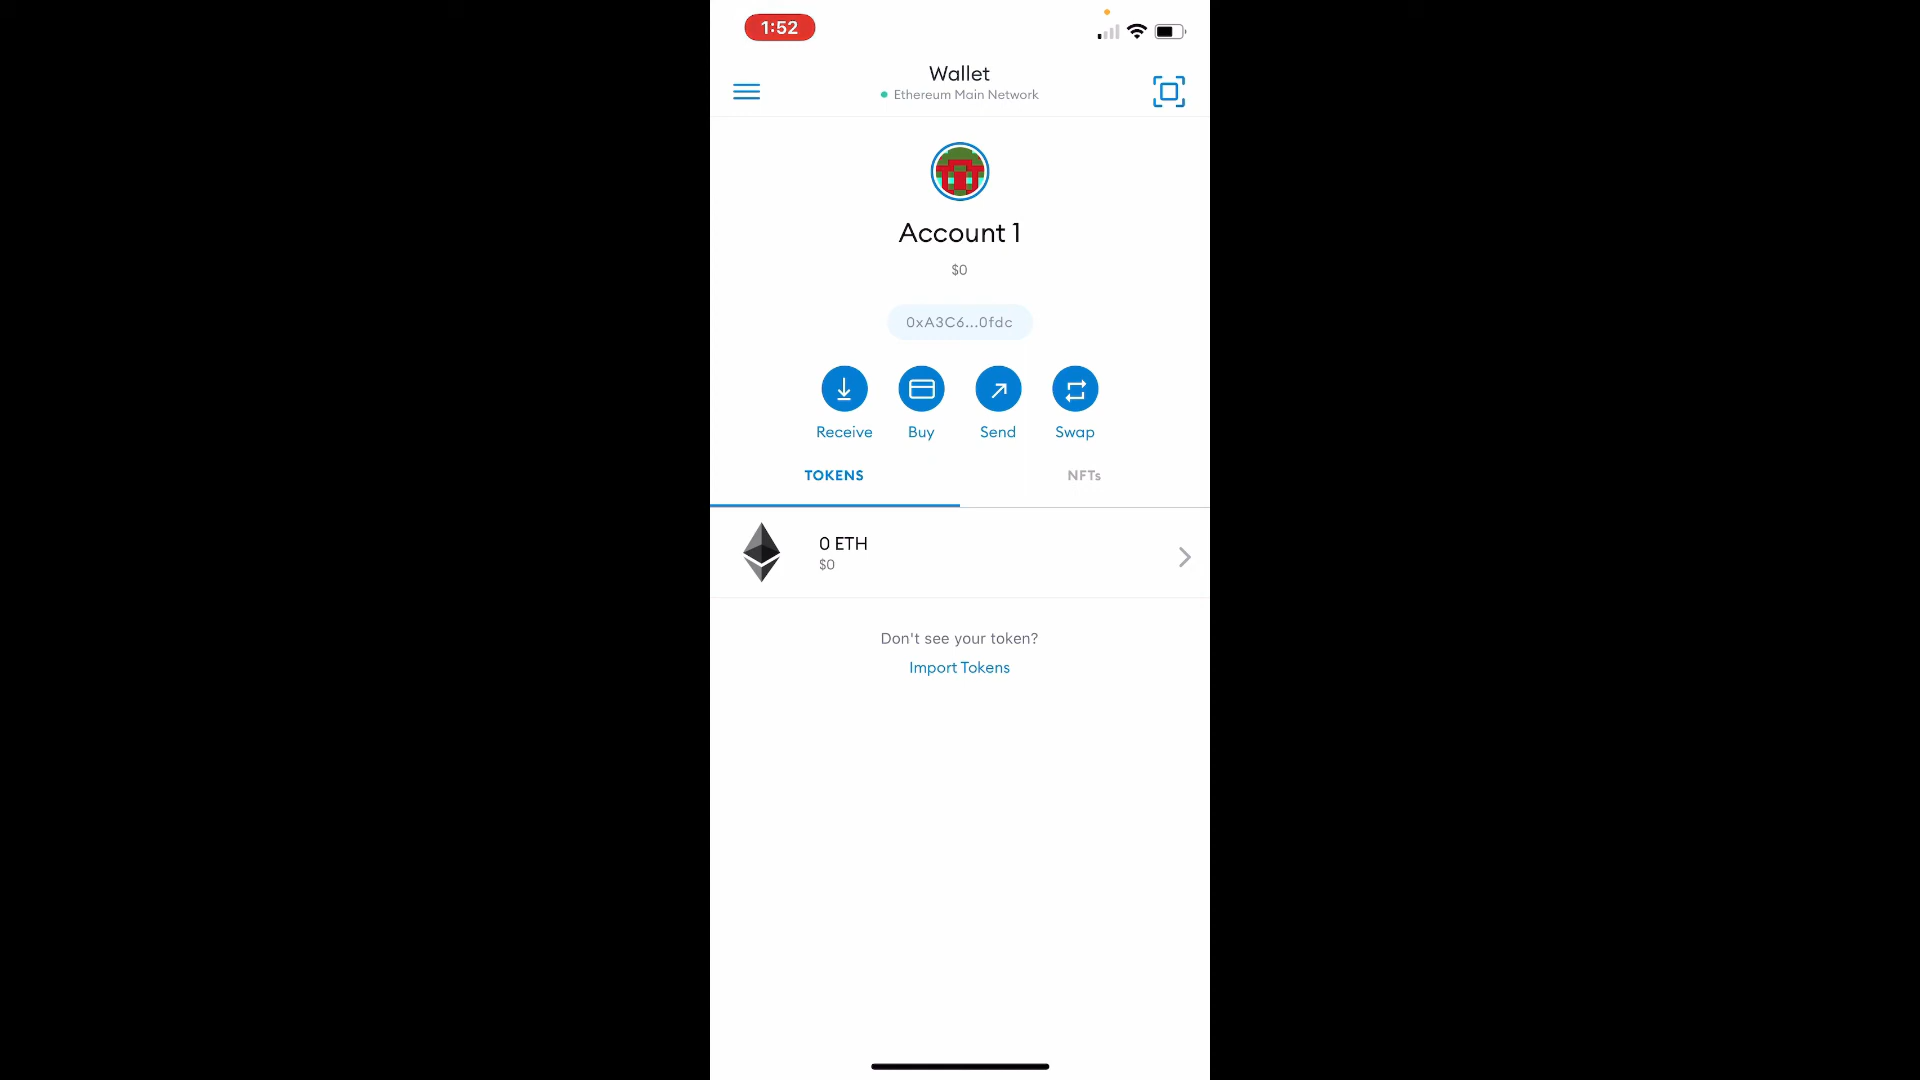 1:52
Wallet
Ethereum Main Network
Account 1
$0
0xA3C6...0fdc
Receive Buy Send Swap
TOKENS NFTs
0 ETH
$0
Don't see your token?
Import Tokens